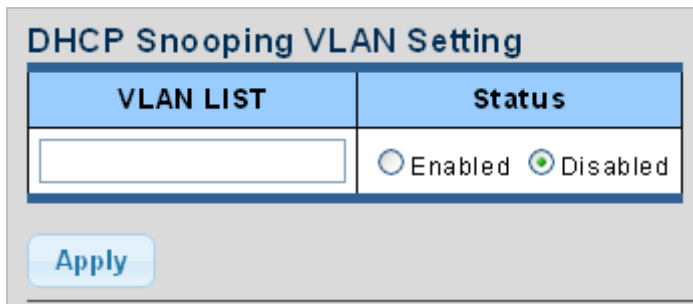 DHCP Snooping VLAN Setting
VLAN LIST Status
Enabled Disabled
Apply